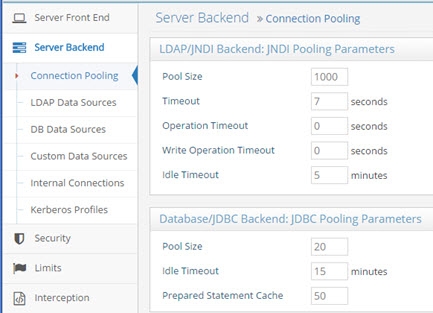 Server Front End
Server Backend
Connection Pooling
LDAP Data Sources
DB Data Sources
Custom Data Sources
Internal Connections
Kerberos Profiles
Security
Limits
Interception
Server Backend » Connection Pooling
LDAP/JNDI Backend: JNDI Pooling Parameters
Pool Size 1000
Timeout 7 seconds
Operation Timeout 0 seconds
Write Operation Timeout 0 seconds
Idle Timeout 5 minutes
Database/JDBC Backend: JDBC Pooling Parameters
Pool Size 20
Idle Timeout 15 minutes
Prepared Statement Cache 50